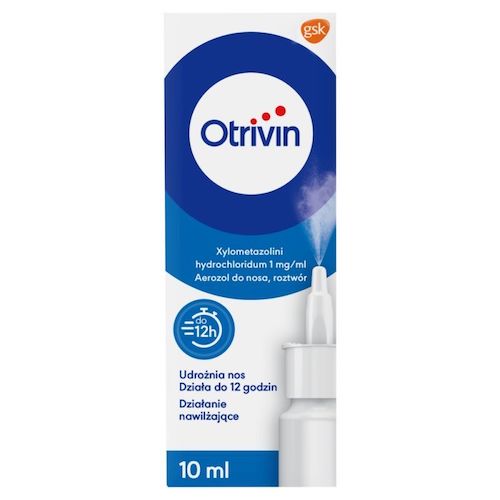 gsk
Otrivin
Xylometazolini
hydrochloridum 1 mg/ml
Aerozol do nosa, roztwór
do
12h
Udrożnia nos
Działa do 12 godzin
Działanie
nawilżające
10 ml